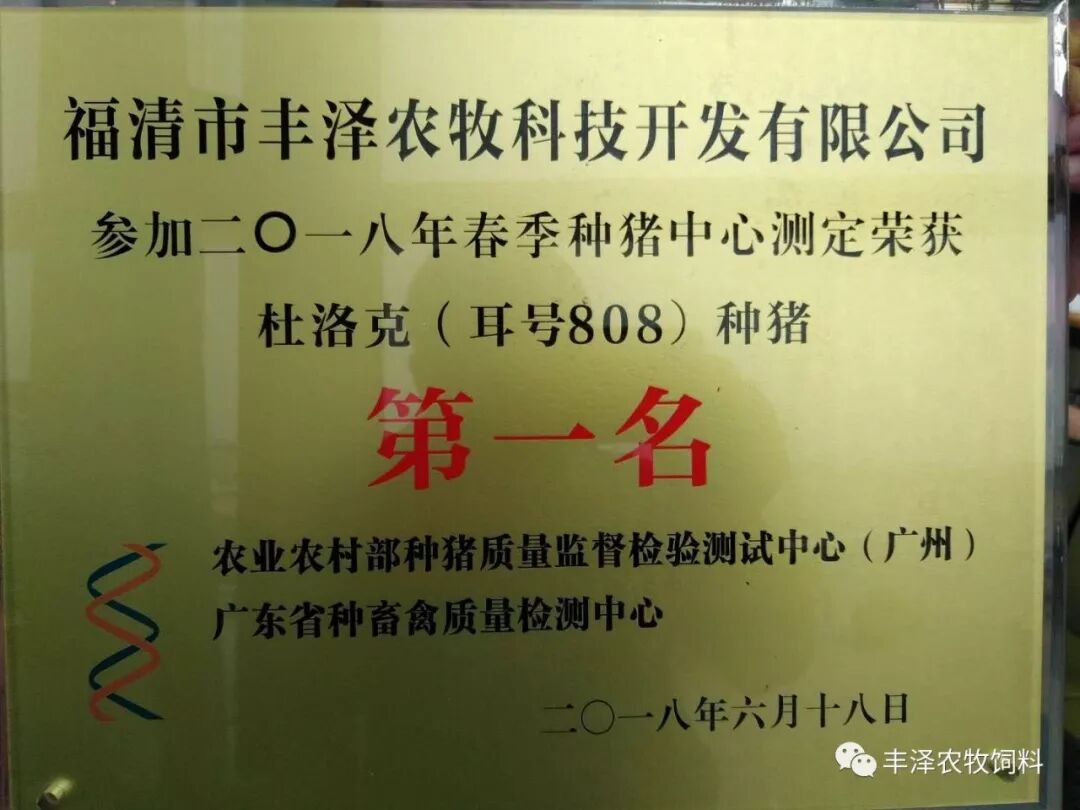 福清市丰泽农牧科技开发有限公司
参加二〇一八年春季种猪中心测定荣获
杜洛克（耳号808）种猪
第一名
农业农村部种猪质量监督检验测试中心（广州）
广东省种畜禽质量检测中心
二〇一八年六月十八日
丰泽农牧饲料